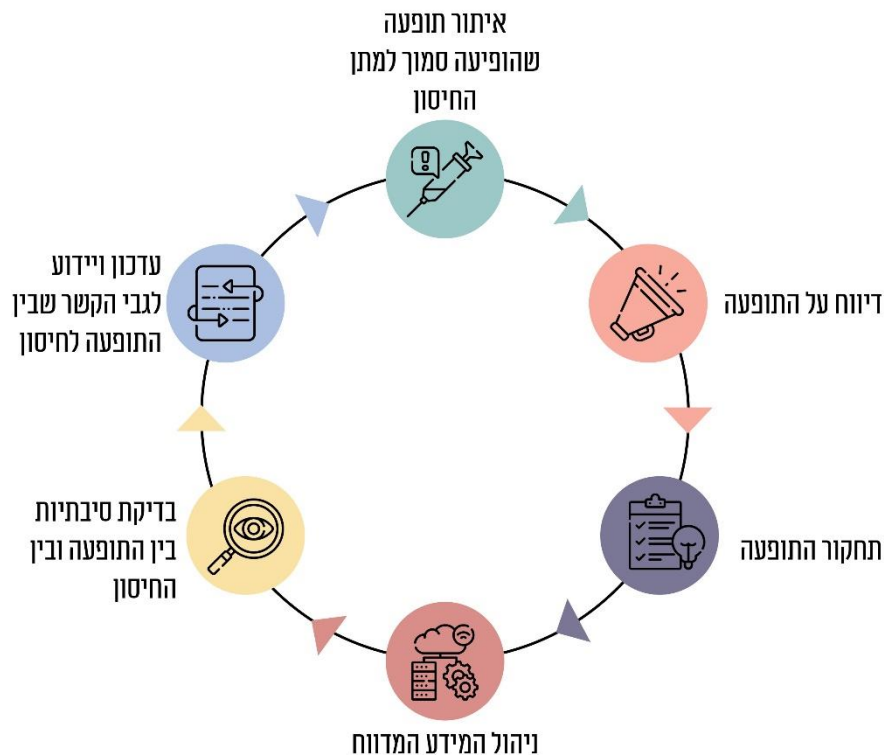 איתור תופעה
שהופיעה סמוך למתן
החיסון
דיווח על התופעה
תחקור התופעה
ניהול המידע המדווח
בדיקת סיבתיות
בין התופעה ובין
החיסון
עדכון ויידוע
לגבי הקשר שבין
התופעה לחיסון